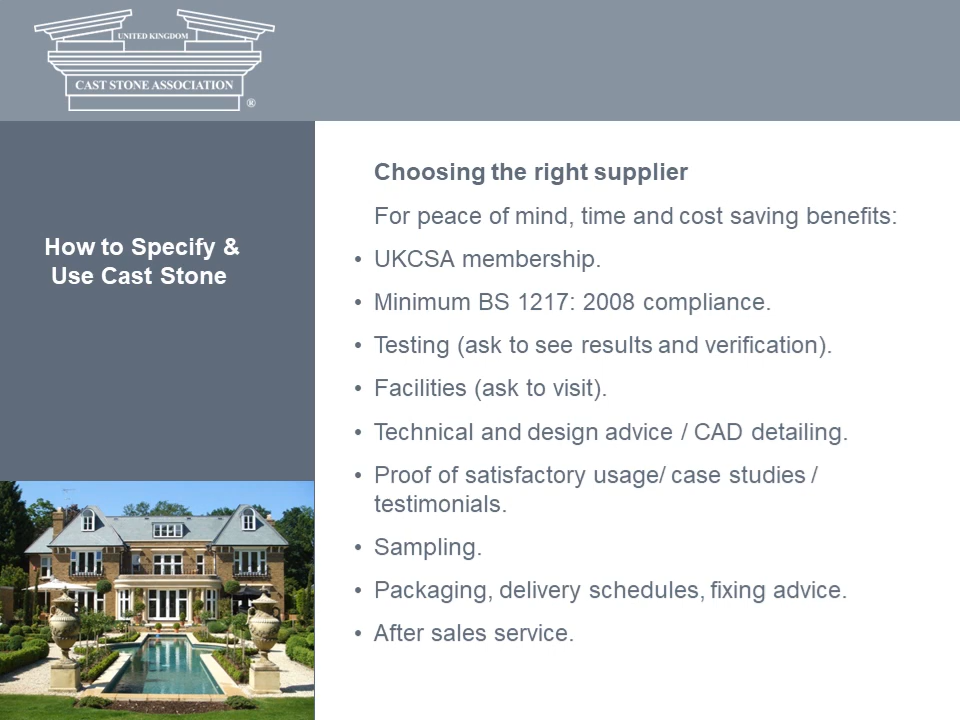 UNITED KINGDOM
CAST STONE ASSOCIATION
®
How to Specify &
Use Cast Stone
Choosing the right supplier
For peace of mind, time and cost saving benefits:
• UKCSA membership.
• Minimum BS 1217: 2008 compliance.
• Testing (ask to see results and verification).
• Facilities (ask to visit).
• Technical and design advice / CAD detailing.
• Proof of satisfactory usage/ case studies /
testimonials.
• Sampling.
• Packaging, delivery schedules, fixing advice.
• After sales service.